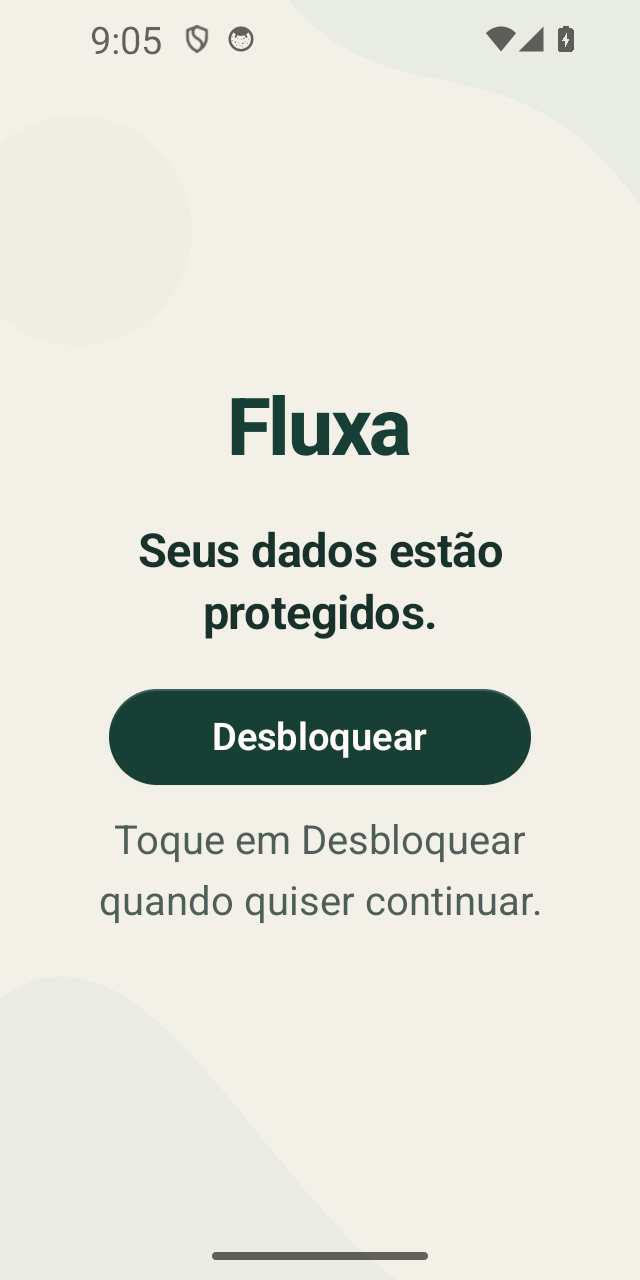 9:05
Fluxa
Seus dados estão
protegidos.
Desbloquear
Toque em Desbloquear
quando quiser continuar.